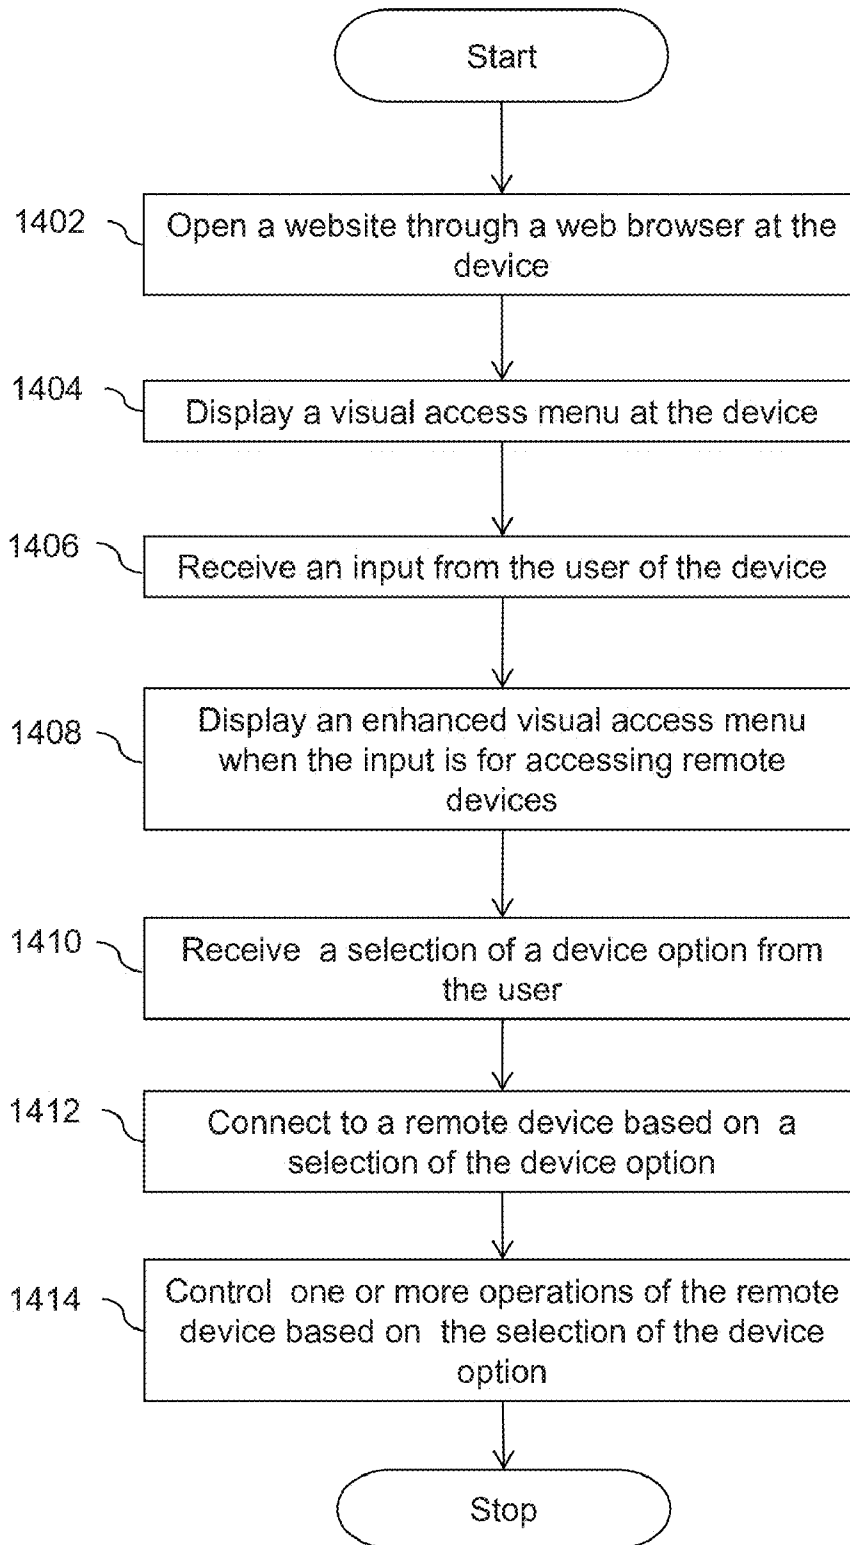 Start
1402
Open a website through a web browser at the
device
1404
Display a visual access menu at the device
1406
Receive an input from the user of the device
1408
Display an enhanced visual access menu
when the input is for accessing remote
devices
1410
Receive a selection of a device option from
the user
1412
Connect to a remote device based on a
selection of the device option
1414
Control one or more operations of the remote
device based on the selection of the device
option
Stop